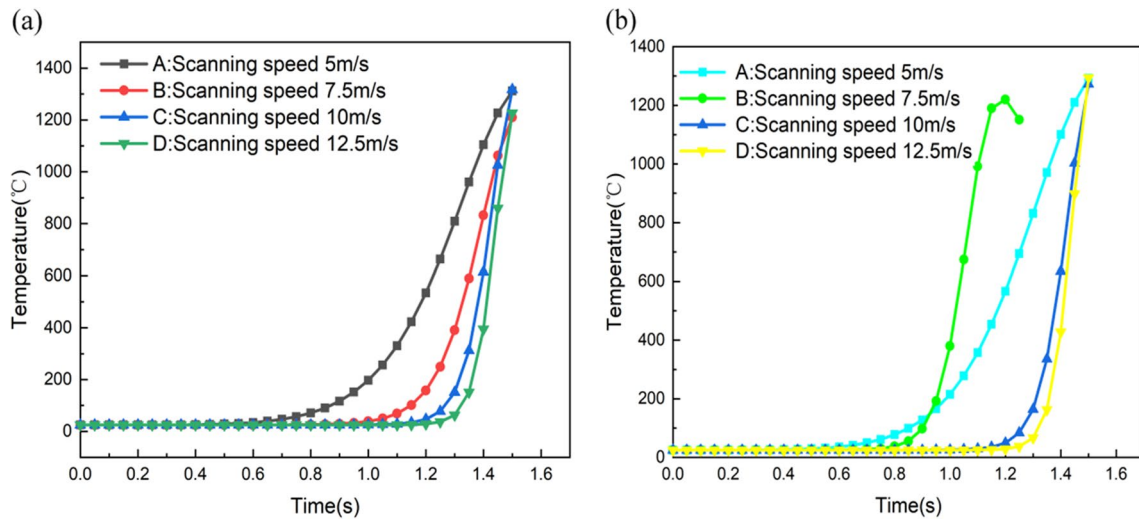 (a)
1400
1200
1000
800
600
400
200
0
Temperature(℃)
A:Scanning speed 5m/s
B:Scanning speed 7.5m/s
C:Scanning speed 10m/s
D:Scanning speed 12.5m/s
0.0 0.2 0.4 0.6 0.8 1.0 1.2 1.4 1.6
Time(s)
(b)
1400
1200
1000
800
600
400
200
0
Temperature(℃)
A:Scanning speed 5m/s
B:Scanning speed 7.5m/s
C:Scanning speed 10m/s
D:Scanning speed 12.5m/s
0.0 0.2 0.4 0.6 0.8 1.0 1.2 1.4 1.6
Time(s)